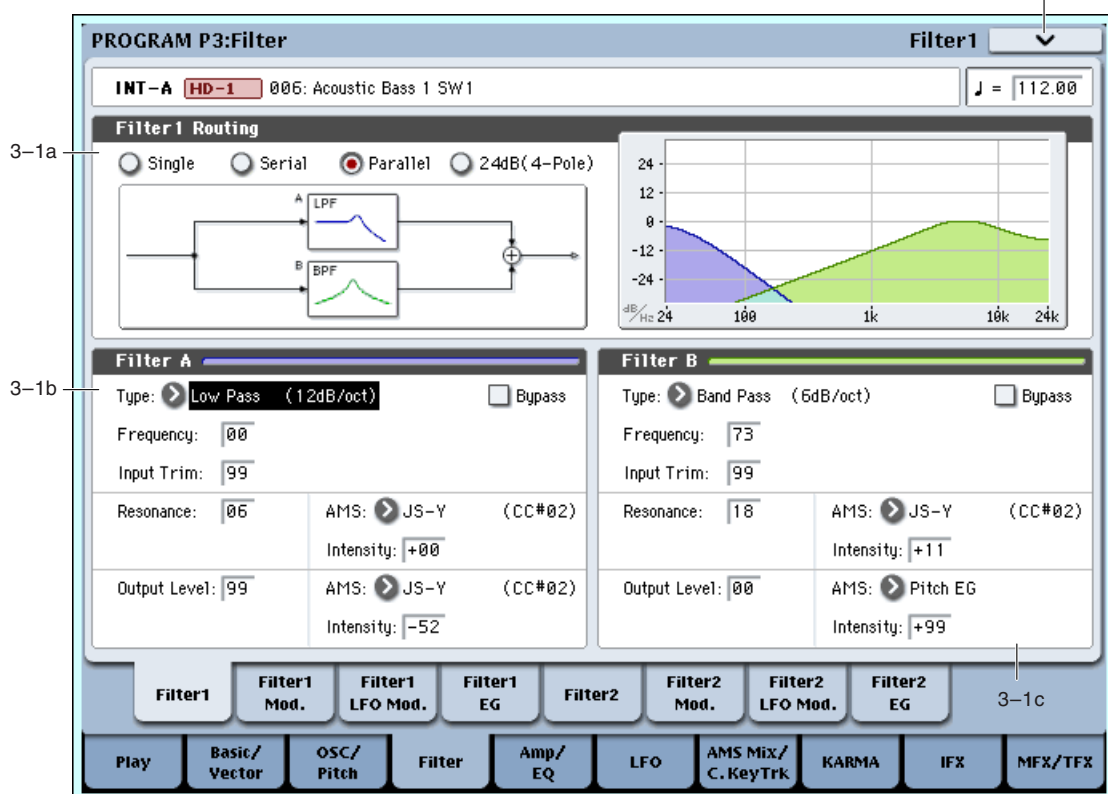 PROGRAM P3:Filter Filter1
INT-A HD-1 006: Acoustic Bass 1 SW1 ♩ = 112.00
Filter1 Routing
3–1a
Single Serial Parallel 24dB(4-Pole)
A LPF
B BPF
24
12
0
-12
-24
dB/Hz 24 100 1k 10k 24k
3–1b
Filter A
Type: Low Pass (12dB/oct) Bypass
Frequency: 00
Input Trim: 99
Resonance: 06 AMS: JS-Y (CC#02)
Intensity: +00
Output Level: 99 AMS: JS-Y (CC#02)
Intensity: -52
Filter B
Type: Band Pass (6dB/oct) Bypass
Frequency: 73
Input Trim: 99
Resonance: 18 AMS: JS-Y (CC#02)
Intensity: +11
Output Level: 00 AMS: Pitch EG
Intensity: +99
3–1c
Filter1
Filter1 Mod.
Filter1 LFO Mod.
Filter1 EG
Filter2
Filter2 Mod.
Filter2 LFO Mod.
Filter2 EG
Play
Basic/ Vector
OSC/ Pitch
Filter
Amp/ EQ
LFO
AMS Mix/ C.KeyTrk
KARMA
IFX
MFX/TFX